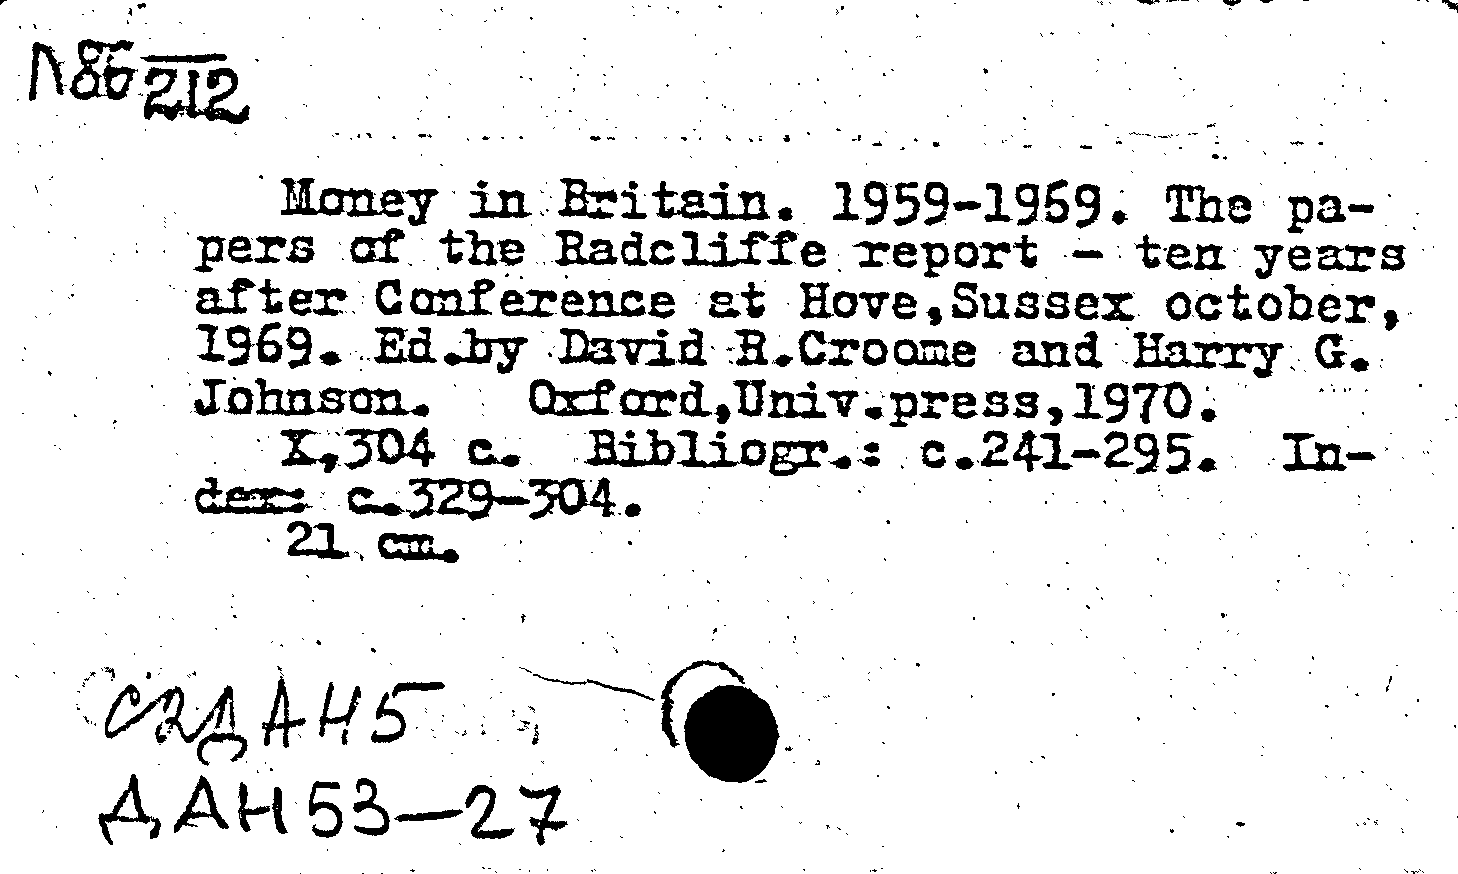 Л86
212
Money in Britain. 1959-1969. The pa-
pers of the Radcliffe report - ten years
after Conference at Hove,Sussex october,
1969. Ed.by David R.Croome and Harry G.
Johnson. Oxford,Univ.press,1970.
X,304 c. Bibliogr.: c.241-295. In-
dex: c.329-304.
21 cm.
С2ДАН5
ДАН53-27